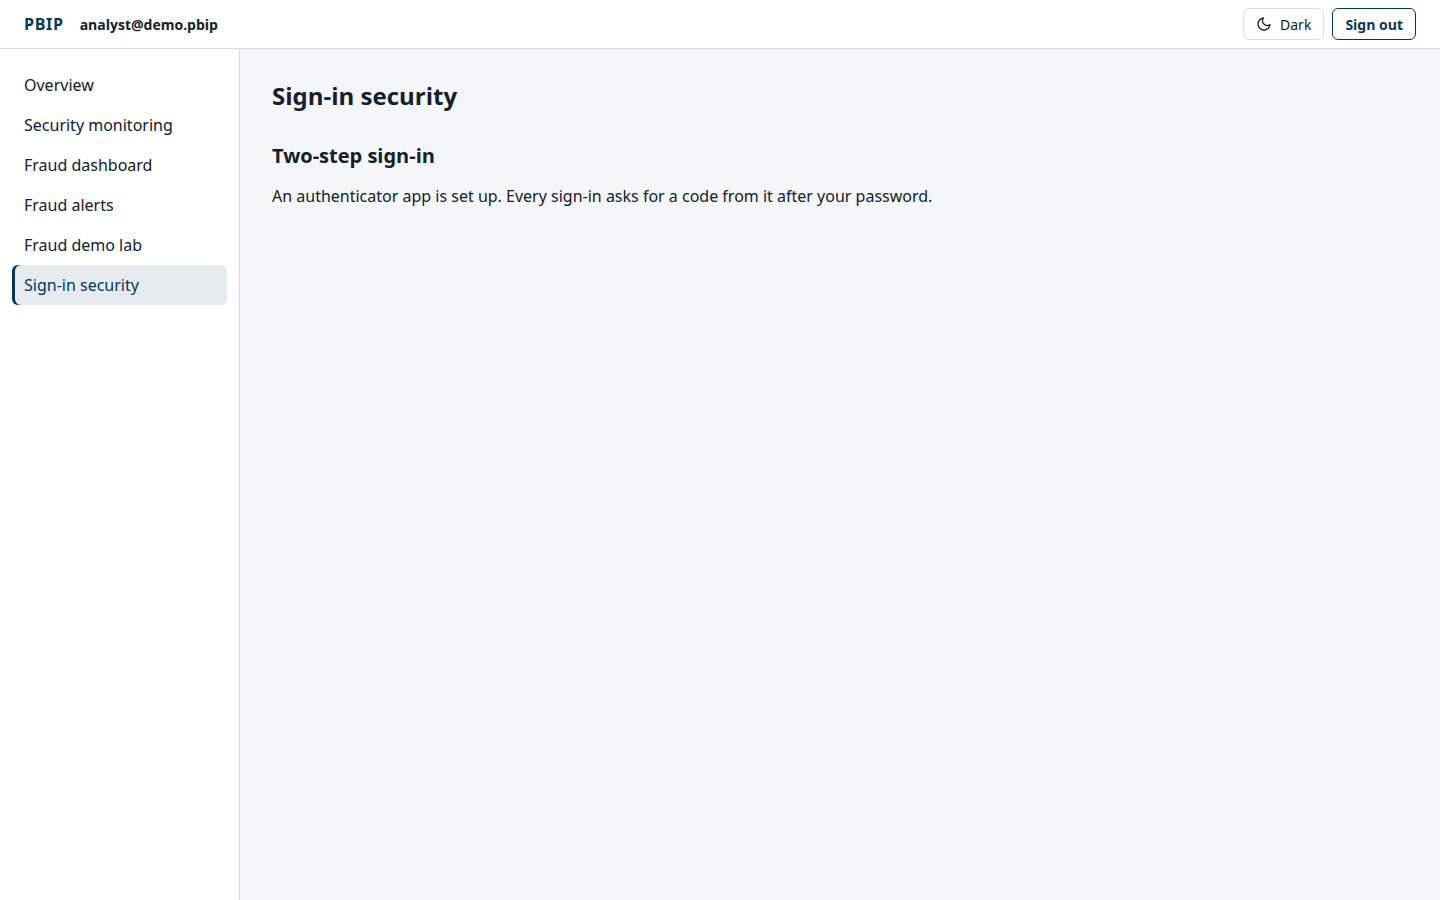 PBIP analyst@demo.pbip Dark Sign out
Overview
Security monitoring
Fraud dashboard
Fraud alerts
Fraud demo lab
Sign-in security
Sign-in security
Two-step sign-in
An authenticator app is set up. Every sign-in asks for a code from it after your password.